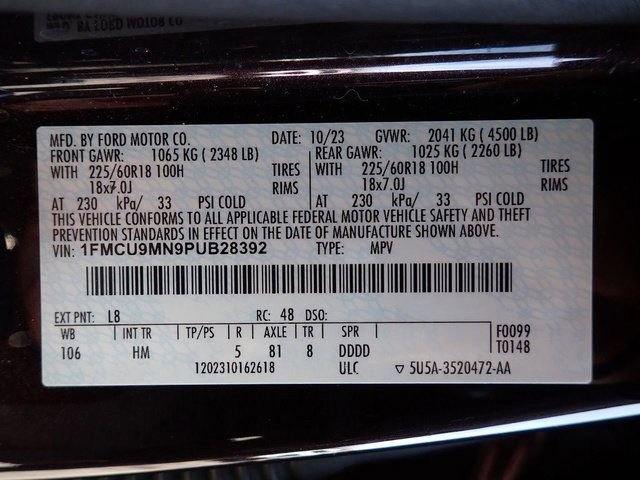 BY FORD MOTOR CO
MFD. BY FORD MOTOR CO. DATE: 10/23 GVWR: 2041 KG ( 4500 LB)
FRONT GAWR: 1065 KG ( 2348 LB) REAR GAWR: 1025 KG ( 2260 LB)
WITH 225/60R18 100H TIRES WITH 225/60R18 100H TIRES
18x7.0J RIMS 18x7.0J RIMS
AT 230 kPa/ 33 PSI COLD AT 230 kPa/ 33 PSI COLD
THIS VEHICLE CONFORMS TO ALL APPLICABLE FEDERAL MOTOR VEHICLE SAFETY AND THEFT
PREVENTION STANDARDS IN EFFECT ON THE DATE OF MANUFACTURE SHOWN ABOVE.
VIN: 1FMCU9MN9PUB28392 TYPE: MPV
EXT PNT: L8 RC: 48 DSO:
WB INT TR TP/PS R AXLE TR SPR F0099
106 HM 5 81 8 DDDD T0148
1202310162618 ULC ▽ 5U5A-3520472-AA